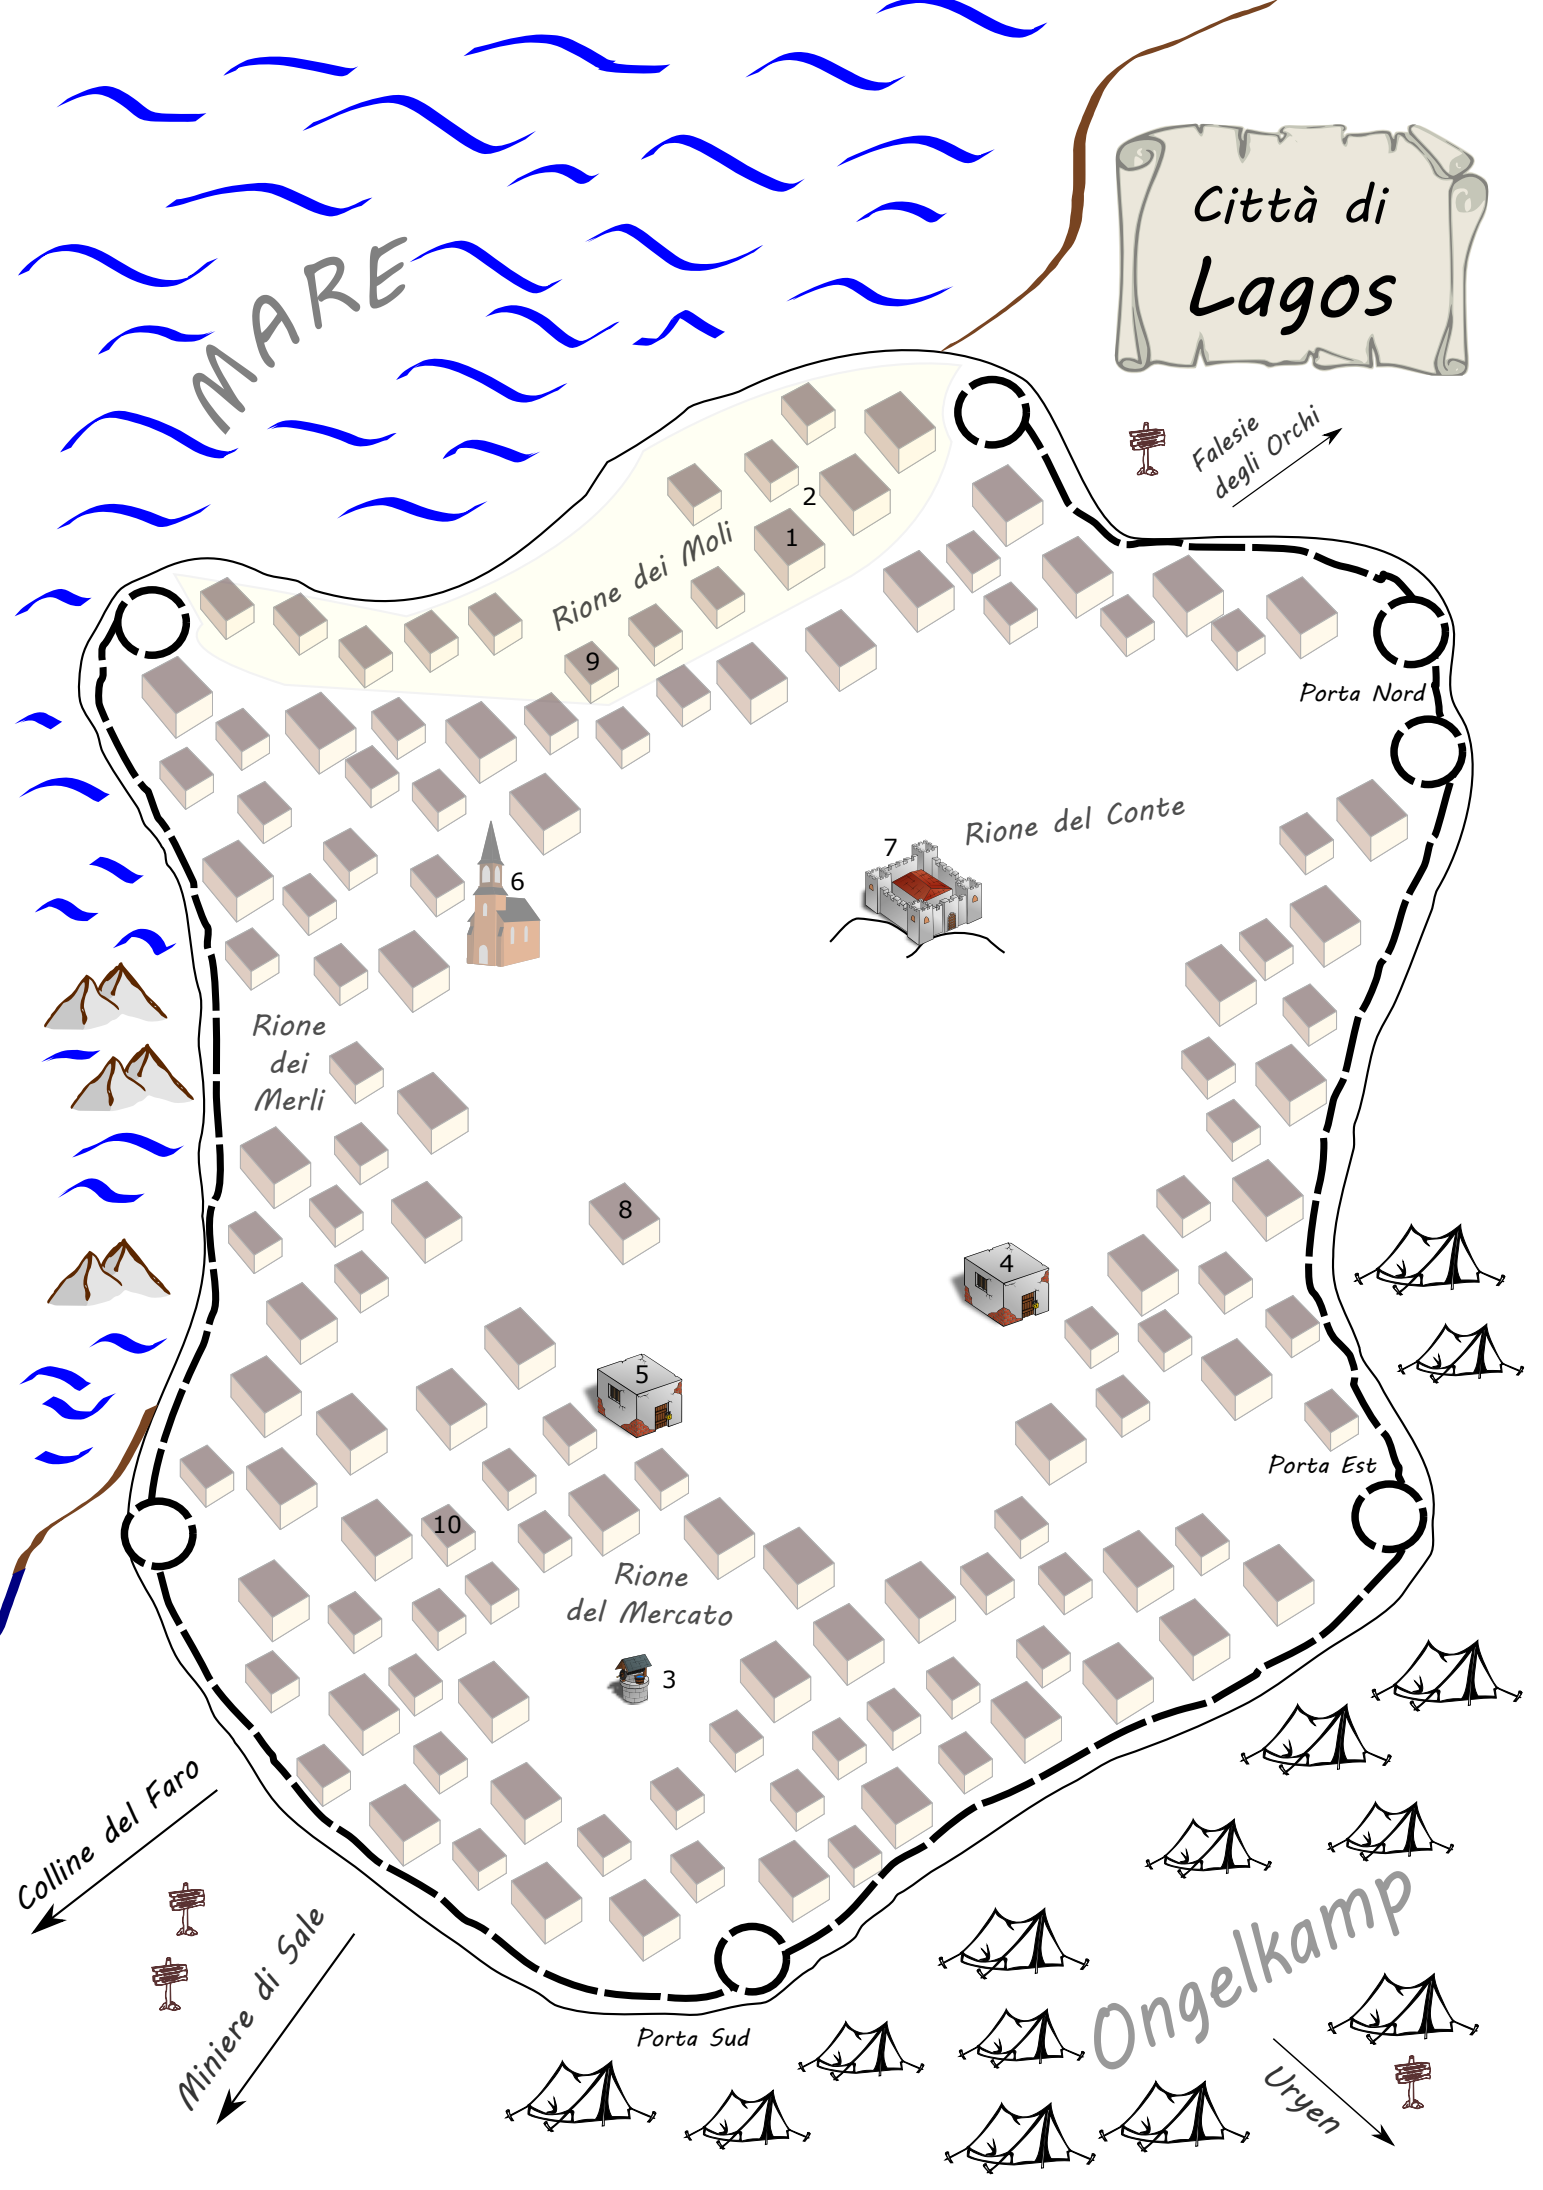 Città di
Lagos
MARE
Falesie
degli Orchi
2
1
Rione dei Moli
9
Porta Nord
Rione del Conte
7
6
Rione
dei
Merli
8
4
5
Porta Est
10
Rione
del Mercato
3
Colline del Faro
Miniere di Sale
Ongelkamp
Porta Sud
Uryen